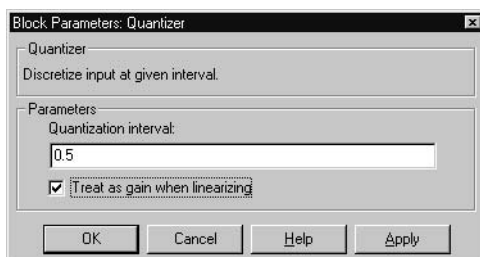 Block Parameters: Quantizer
Quantizer
Discretize input at given interval.
Parameters
Quantization interval:
0.5
Treat as gain when linearizing
OK Cancel Help Apply